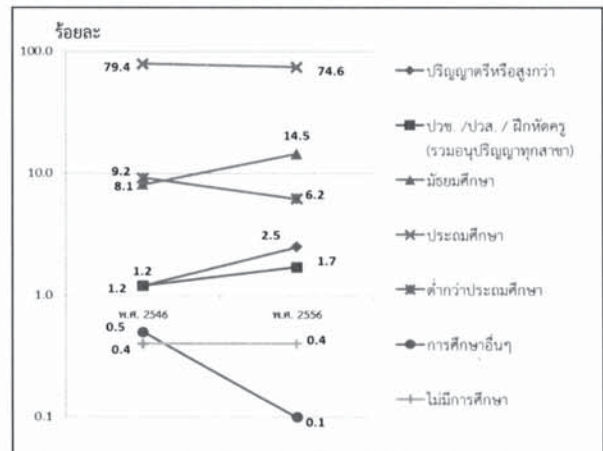 ร้อยละ
100.0
79.4
74.6
14.5
10.0
9.2
8.1
6.2
2.5
1.2
1.7
1.2
1.0
พ.ศ. 2546
พ.ศ. 2556
0.5
0.4
0.4
0.1
0.1
ปริญญาตรีหรือสูงกว่า
ปวช. /ปวส. / ฝึกหัดครู
(รวมอนุปริญญาทุกสาขา)
มัธยมศึกษา
ประถมศึกษา
ต่ำกว่าประถมศึกษา
การศึกษาอื่นๆ
ไม่มีการศึกษา